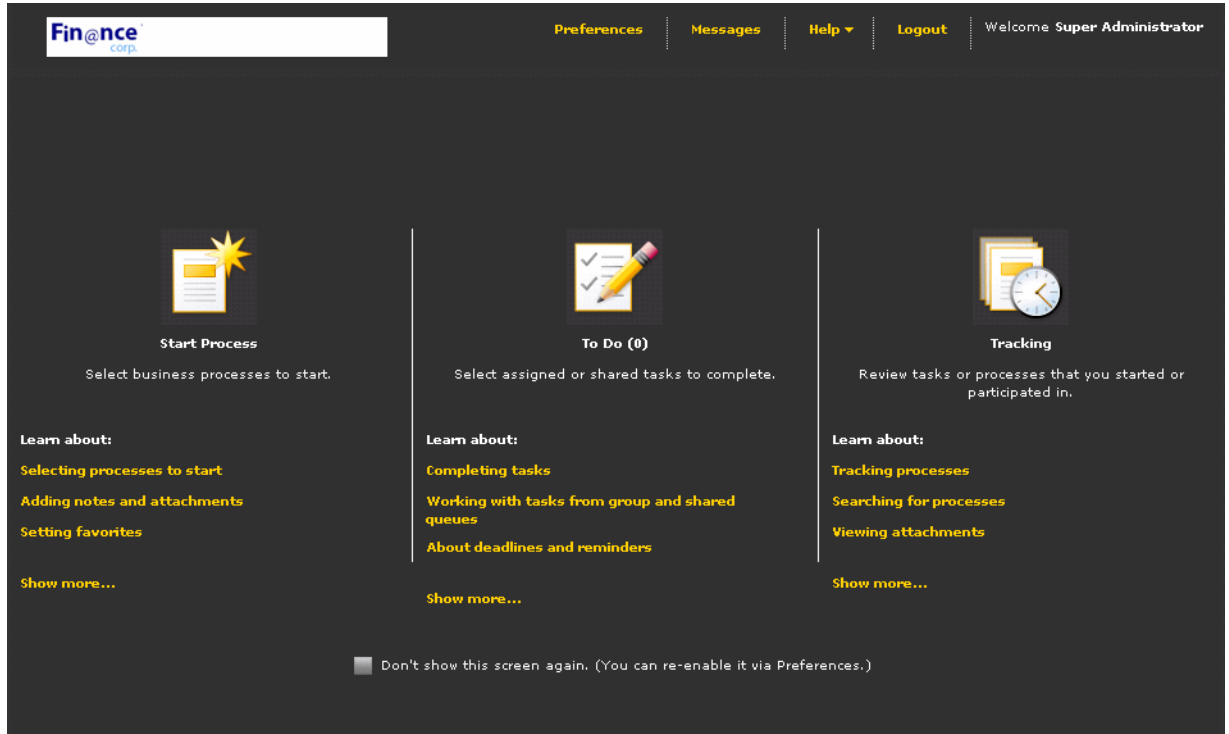 Fin@nce
corp.
Preferences Messages Help Logout Welcome Super Administrator
Start Process
Select business processes to start.
Learn about:
Selecting processes to start
Adding notes and attachments
Setting favorites
Show more...
To Do (0)
Select assigned or shared tasks to complete.
Learn about:
Completing tasks
Working with tasks from group and shared
queues
About deadlines and reminders
Show more...
Tracking
Review tasks or processes that you started or
participated in.
Learn about:
Tracking processes
Searching for processes
Viewing attachments
Show more...
Don't show this screen again. (You can re-enable it via Preferences.)